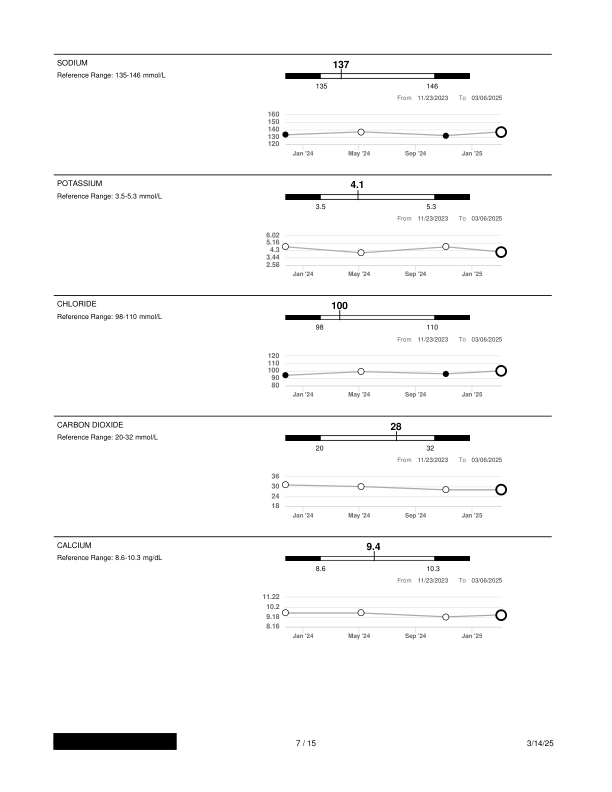 SODIUM
137
Reference Range: 135-146 mmol/L
135 146
From 11/23/2023 To 03/06/2025
160
150
140
130
120
Jan '24 May '24 Sep '24 Jan '25
POTASSIUM
4.1
Reference Range: 3.5-5.3 mmol/L
3.5 5.3
From 11/23/2023 To 03/06/2025
6.02
5.16
4.3
3.44
2.58
Jan '24 May '24 Sep '24 Jan '25
CHLORIDE
100
Reference Range: 98-110 mmol/L
98 110
From 11/23/2023 To 03/06/2025
120
110
100
90
80
Jan '24 May '24 Sep '24 Jan '25
CARBON DIOXIDE
28
Reference Range: 20-32 mmol/L
20 32
From 11/23/2023 To 03/06/2025
36
30
24
18
Jan '24 May '24 Sep '24 Jan '25
CALCIUM
9.4
Reference Range: 8.6-10.3 mg/dL
8.6 10.3
From 11/23/2023 To 03/06/2025
11.22
10.2
9.18
8.16
Jan '24 May '24 Sep '24 Jan '25
7 / 15 3/14/25